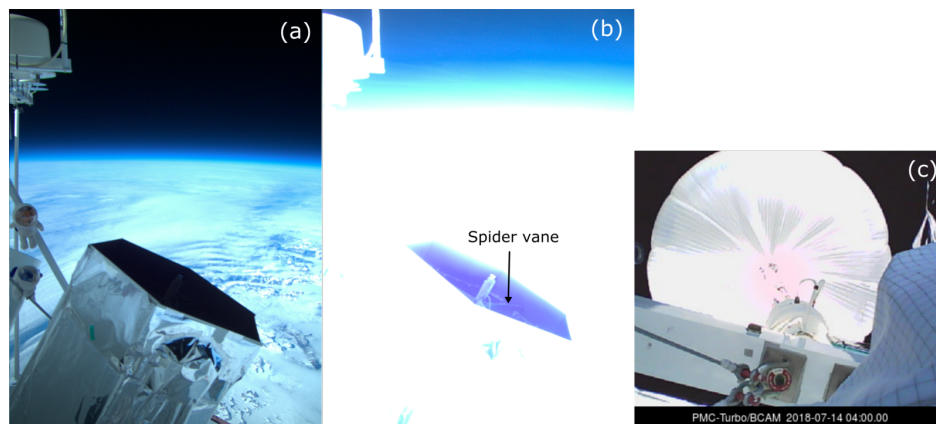 (a)
(b)
(c)
Spider vane
PMC-Turbo/BCAM 2018-07-14 04:00.00